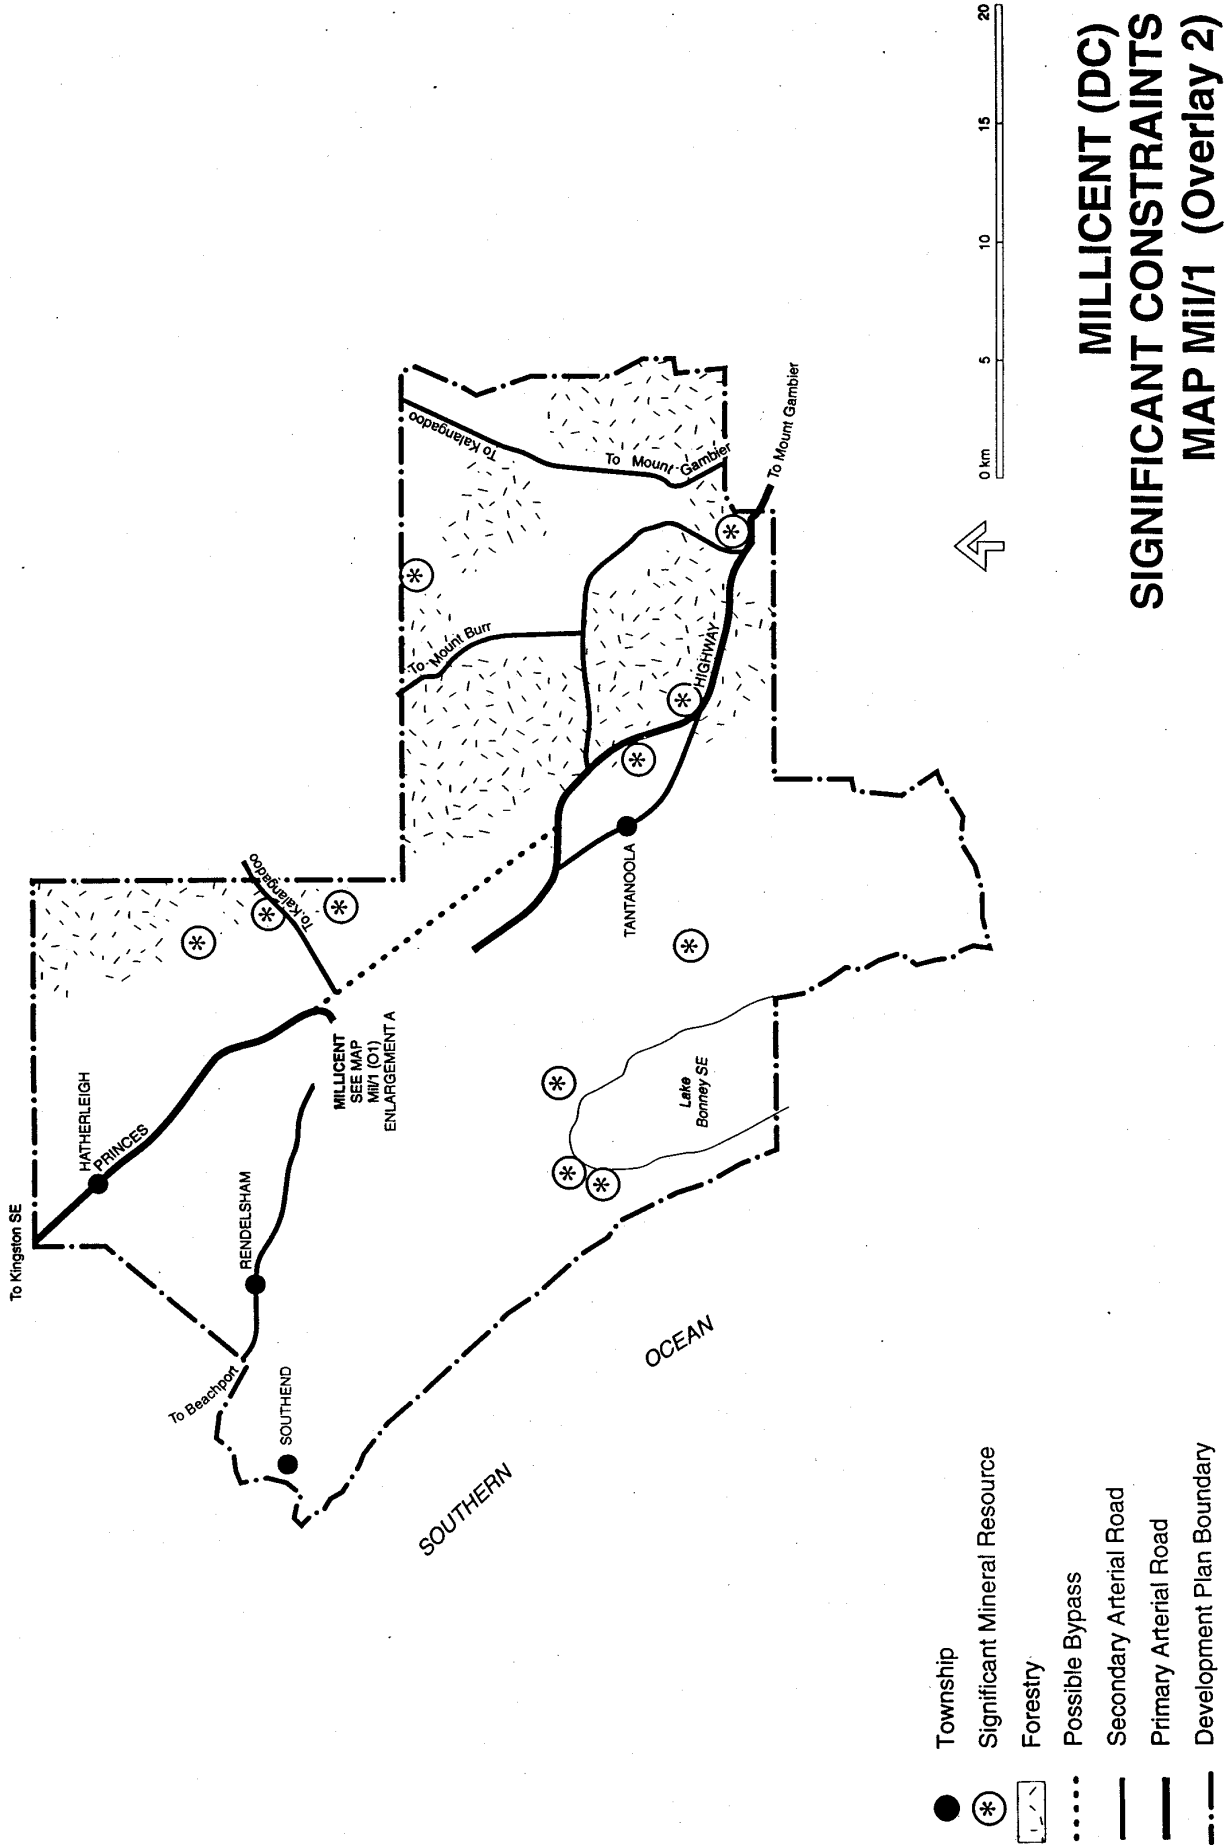 To Kingston SE
HATHERLEIGH
PRINCES
RENDELSHAM
To Beachport
SOUTHEND
To Kalangadoo
MILLICENT
SEE MAP
Mil/1 (O1)
ENLARGEMENT A
To Mount Burr
To Kalangadoo
To Mount Gambier
HIGHWAY
To Mount Gambier
TANTANOOLA
Lake
Bonney SE
SOUTHERN
OCEAN
Township
Significant Mineral Resource
Forestry
Possible Bypass
Secondary Arterial Road
Primary Arterial Road
Development Plan Boundary
0 km 5 10 15 20
MILLICENT (DC)
SIGNIFICANT CONSTRAINTS
MAP Mil/1 (Overlay 2)